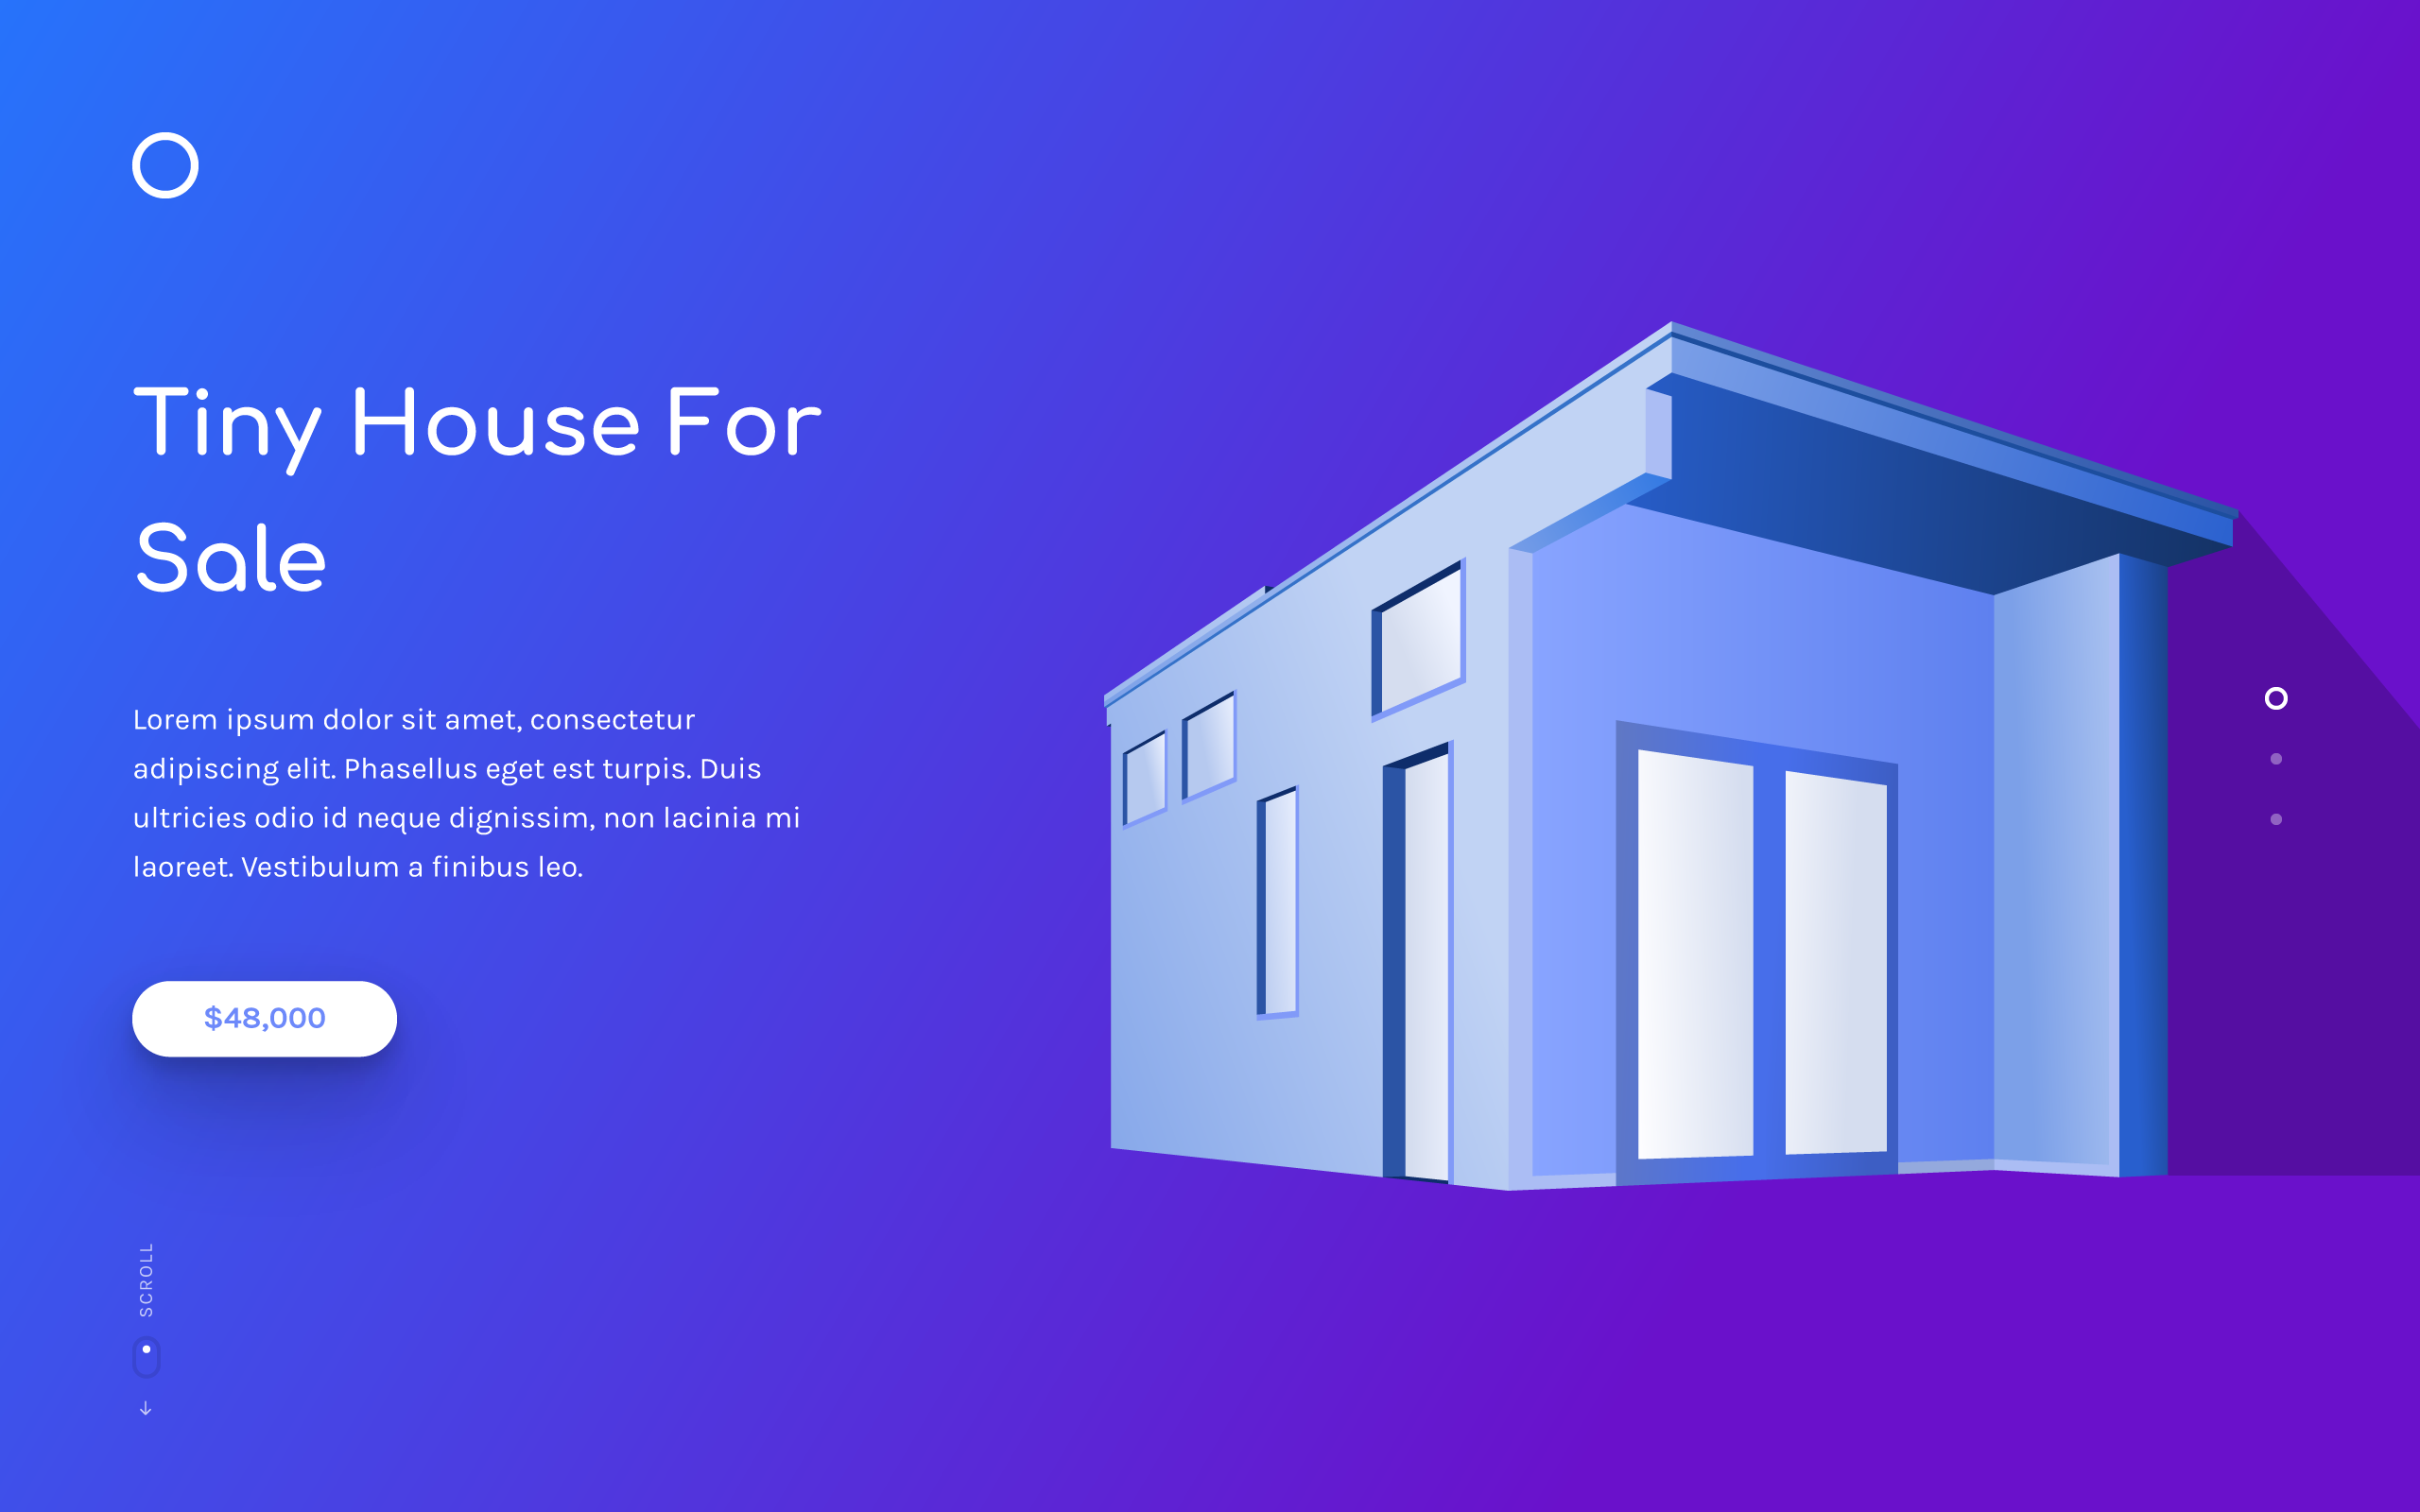 Tiny House For
Sale
Lorem ipsum dolor sit amet, consectetur
adipiscing elit. Phasellus eget est turpis. Duis
ultricies odio id neque dignissim, non lacinia mi
laoreet. Vestibulum a finibus leo.
$48,000
SCROLL